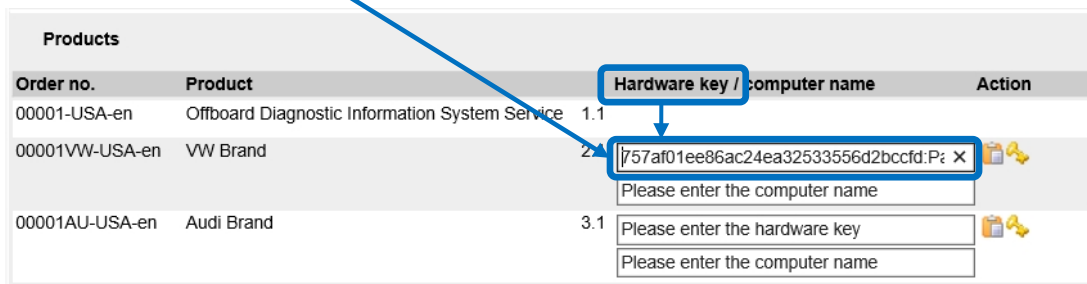 Products
Order no. Product Hardware key / computer name Action
00001-USA-en Offboard Diagnostic Information System Service 1.1
00001VW-USA-en VW Brand 2. 757af01ee86ac24ea32533556d2bccfd:Pa
Please enter the computer name
00001AU-USA-en Audi Brand 3.1 Please enter the hardware key
Please enter the computer name